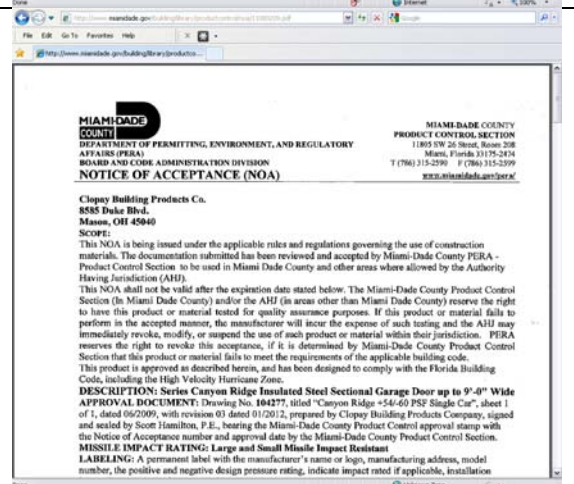 Done
Internet
100%
File Edit Go To Favorites Help
http://www.miamidade.gov/building/library/productco...
MIAMI-DADE
COUNTY
MIAMI-DADE COUNTY
PRODUCT CONTROL SECTION
DEPARTMENT OF PERMITTING, ENVIRONMENT, AND REGULATORY
11805 SW 26 Street, Room 208
AFFAIRS (PERA)
Miami, Florida 33175-2474
BOARD AND CODE ADMINISTRATION DIVISION
T (786) 315-2590 F (786) 315-2599
NOTICE OF ACCEPTANCE (NOA)
www.miamidade.gov/pera/
Clopay Building Products Co.
8585 Duke Blvd.
Mason, OH 45040
SCOPE:
This NOA is being issued under the applicable rules and regulations governing the use of construction
materials. The documentation submitted has been reviewed and accepted by Miami-Dade County PERA -
Product Control Section to be used in Miami Dade County and other areas where allowed by the Authority
Having Jurisdiction (AHJ).
This NOA shall not be valid after the expiration date stated below. The Miami-Dade County Product Control
Section (In Miami Dade County) and/or the AHJ (in areas other than Miami Dade County) reserve the right
to have this product or material tested for quality assurance purposes. If this product or material fails to
perform in the accepted manner, the manufacturer will incur the expense of such testing and the AHJ may
immediately revoke, modify, or suspend the use of such product or material within their jurisdiction. PERA
reserves the right to revoke this acceptance, if it is determined by Miami-Dade County Product Control
Section that this product or material fails to meet the requirements of the applicable building code.
This product is approved as described herein, and has been designed to comply with the Florida Building
Code, including the High Velocity Hurricane Zone.
DESCRIPTION: Series Canyon Ridge Insulated Steel Sectional Garage Door up to 9'-0" Wide
APPROVAL DOCUMENT: Drawing No. 104277, titled "Canyon Ridge +54/-60 PSF Single Car", sheet 1
of 1, dated 06/2009, with revision 03 dated 01/2012, prepared by Clopay Building Products Company, signed
and sealed by Scott Hamilton, P.E., bearing the Miami-Dade County Product Control approval stamp with
the Notice of Acceptance number and approval date by the Miami-Dade County Product Control Section.
MISSILE IMPACT RATING: Large and Small Missile Impact Resistant
LABELING: A permanent label with the manufacturer's name or logo, manufacturing address, model
number, the positive and negative design pressure rating, indicate impact rated if applicable, installation